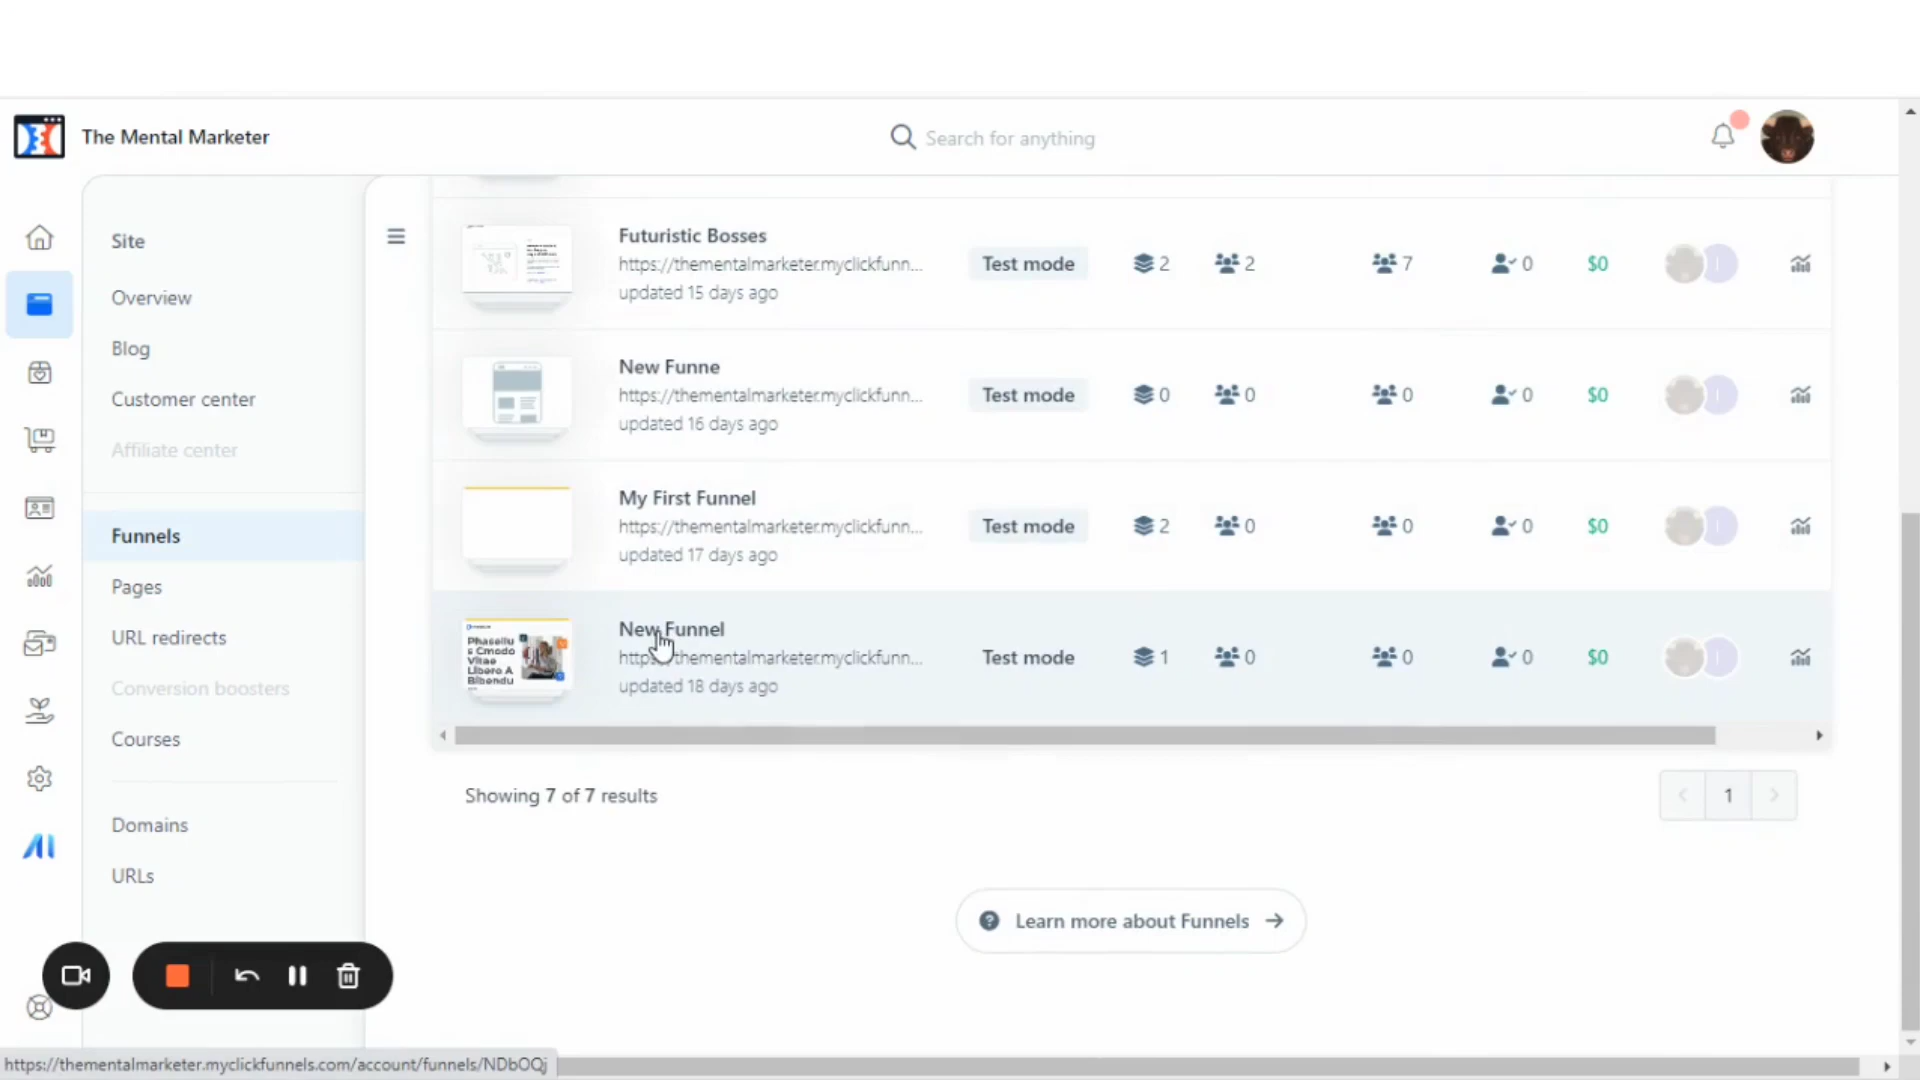 The Mental Marketer
Search for anything
Site
Overview
Blog
Customer center
Affiliate center
Funnels
Pages
URL redirects
Conversion boosters
Courses
Domains
URLs
Futuristic Bosses
https://thementalmarketer.myclickfunn...
updated 15 days ago
Test mode
2
2
7
0
$0
New Funne
https://thementalmarketer.myclickfunn...
updated 16 days ago
Test mode
0
0
0
0
$0
My First Funnel
https://thementalmarketer.myclickfunn...
updated 17 days ago
Test mode
2
0
0
0
$0
Phasellu
s Cmodo
Vitae
Libero A
Bibendu
New Funnel
https://thementalmarketer.myclickfunn...
updated 18 days ago
Test mode
1
0
0
0
$0
Showing 7 of 7 results
1
Learn more about Funnels
AI
https://thementalmarketer.myclickfunnels.com/account/funnels/NDbOQj